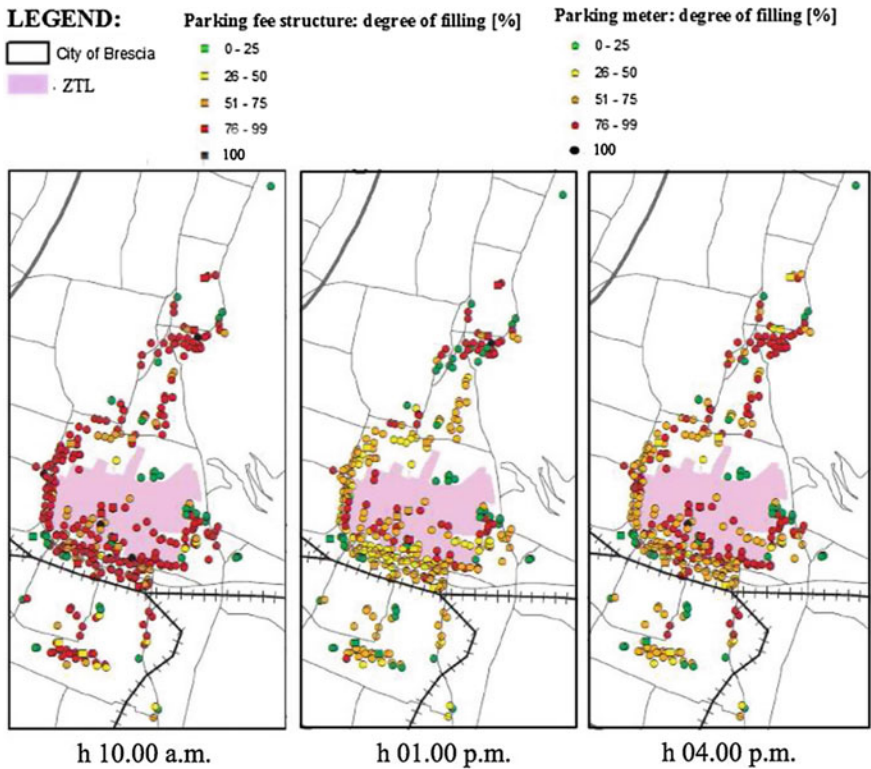 LEGEND:
City of Brescia
ZTL
Parking fee structure: degree of filling [%]
0 - 25
26 - 50
51 - 75
76 - 99
100
Parking meter: degree of filling [%]
0 - 25
26 - 50
51 - 75
76 - 99
100
h 10.00 a.m.
h 01.00 p.m.
h 04.00 p.m.